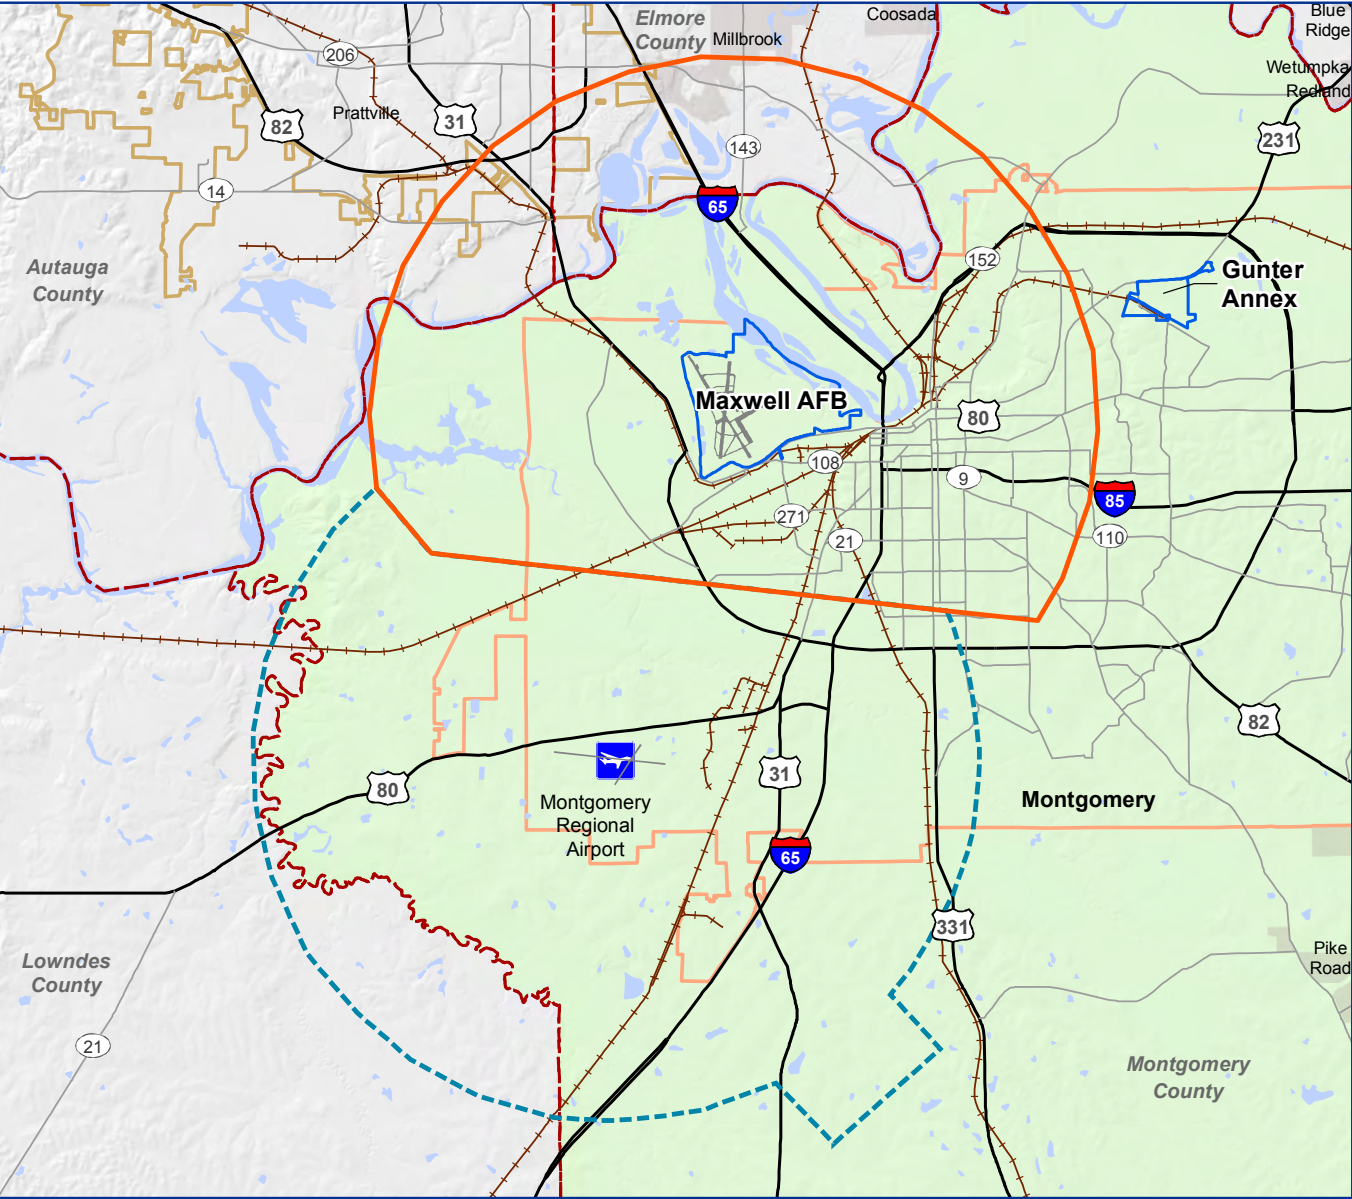 Elmore
County
Millbrook
Coosada
Blue
Ridge
206
Wetumpka
Redland
Prattville
82
31
231
143
14
65
152
Autauga
County
Gunter
Annex
Maxwell AFB
80
108
9
85
271
21
110
82
80
31
Montgomery
Regional
Airport
Montgomery
65
331
Pike
Road
Lowndes
County
21
Montgomery
County